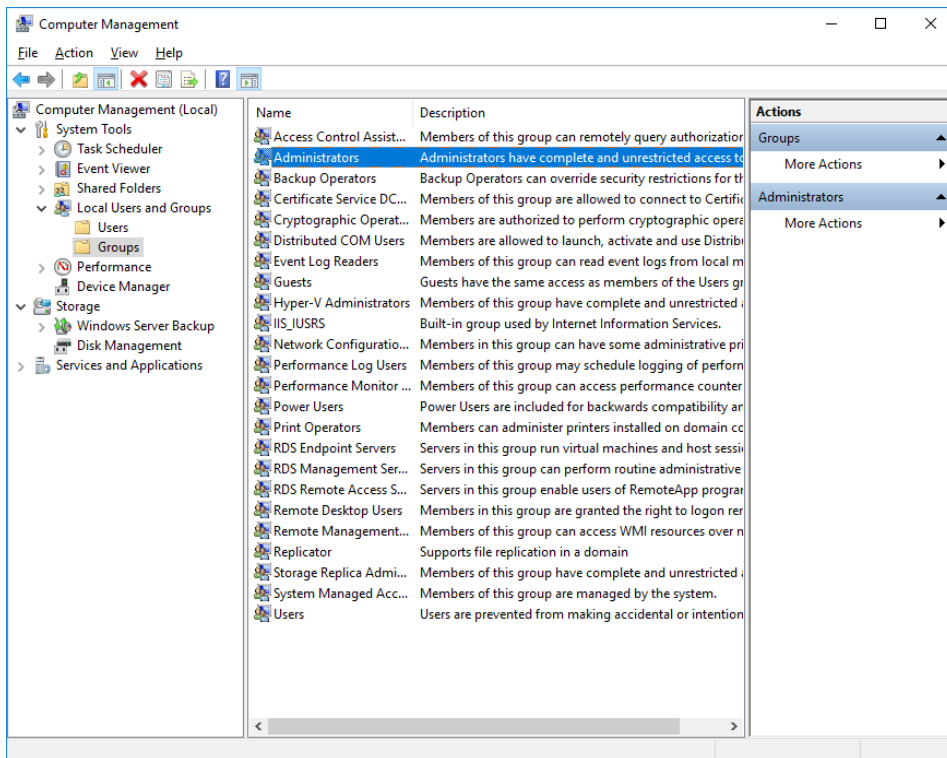 Computer Management
File Action View Help
Computer Management (Local)
System Tools
Task Scheduler
Event Viewer
Shared Folders
Local Users and Groups
Users
Groups
Performance
Device Manager
Storage
Windows Server Backup
Disk Management
Services and Applications
Name Description
Access Control Assist... Members of this group can remotely query authorization
Administrators Administrators have complete and unrestricted access to
Backup Operators Backup Operators can override security restrictions for th
Certificate Service DC... Members of this group are allowed to connect to Certific
Cryptographic Operat... Members are authorized to perform cryptographic opera
Distributed COM Users Members are allowed to launch, activate and use Distribu
Event Log Readers Members of this group can read event logs from local m
Guests Guests have the same access as members of the Users gr
Hyper-V Administrators Members of this group have complete and unrestricted
IIS_IUSRS Built-in group used by Internet Information Services.
Network Configuratio... Members in this group can have some administrative pri
Performance Log Users Members of this group may schedule logging of perform
Performance Monitor ... Members of this group can access performance counter
Power Users Power Users are included for backwards compatibility an
Print Operators Members can administer printers installed on domain co
RDS Endpoint Servers Servers in this group run virtual machines and host sessi
RDS Management Ser... Servers in this group can perform routine administrative
RDS Remote Access S... Servers in this group enable users of RemoteApp program
Remote Desktop Users Members in this group are granted the right to logon rem
Remote Management... Members of this group can access WMI resources over m
Replicator Supports file replication in a domain
Storage Replica Admi... Members of this group have complete and unrestricted
System Managed Acc... Members of this group are managed by the system.
Users Users are prevented from making accidental or intention
Actions
Groups
More Actions
Administrators
More Actions